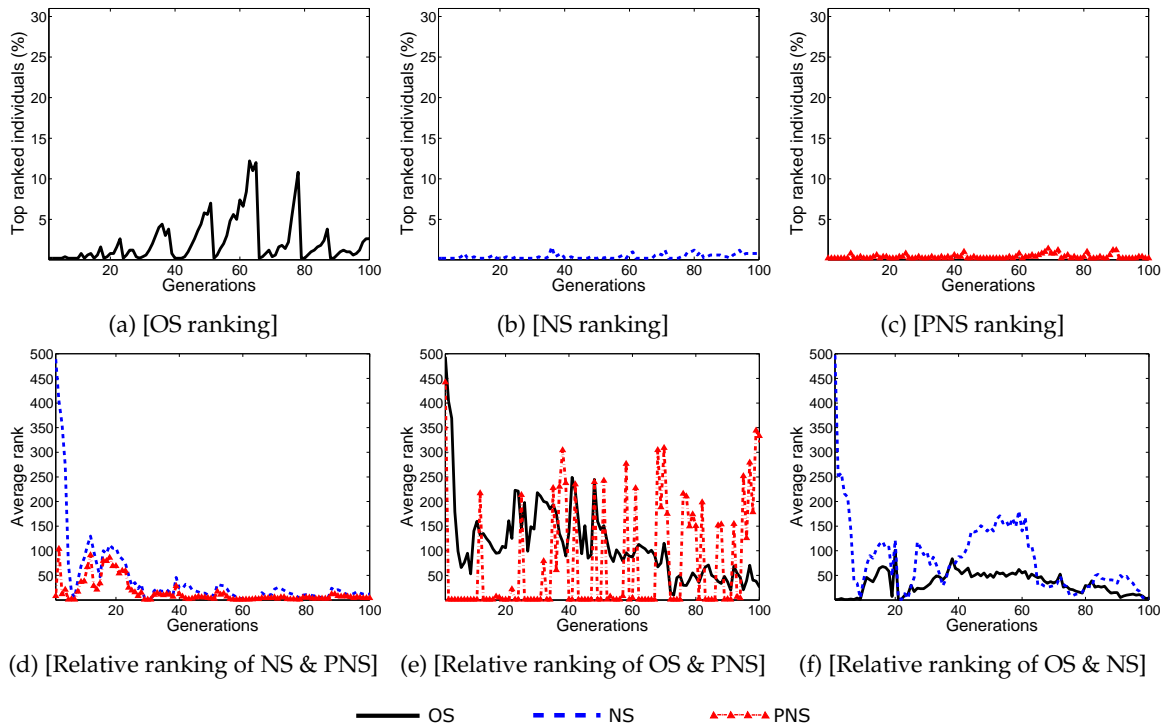 Top ranked individuals (%)
30
25
20
15
10
5
20 40 60 80 100
Generations
(a) [OS ranking]
Top ranked individuals (%)
30
25
20
15
10
5
20 40 60 80 100
Generations
(b) [NS ranking]
Top ranked individuals (%)
30
25
20
15
10
5
20 40 60 80 100
Generations
(c) [PNS ranking]
Average rank
500
450
400
350
300
250
200
150
100
50
20 40 60 80 100
Generations
(d) [Relative ranking of NS & PNS]
Average rank
500
450
400
350
300
250
200
150
100
50
20 40 60 80 100
Generations
(e) [Relative ranking of OS & PNS]
Average rank
500
450
400
350
300
250
200
150
100
50
20 40 60 80 100
Generations
(f) [Relative ranking of OS & NS]
OS NS PNS